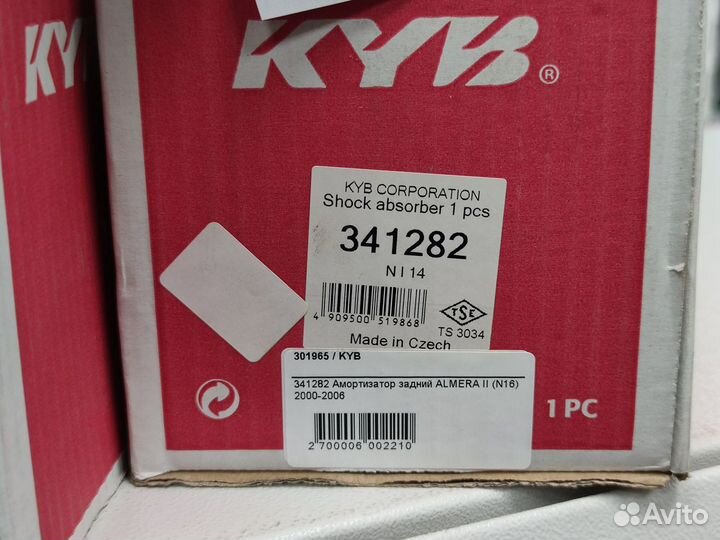 KYB
KYB®
KYB CORPORATION
Shock absorber 1 pcs
341282
N I 14
4 909500 519868
TSE
TS 3034
Made in Czech
301965 / KYB
341282 Амортизатор задний ALMERA II (N16)
2000-2006
2 700006 002210
1 PC
Avito